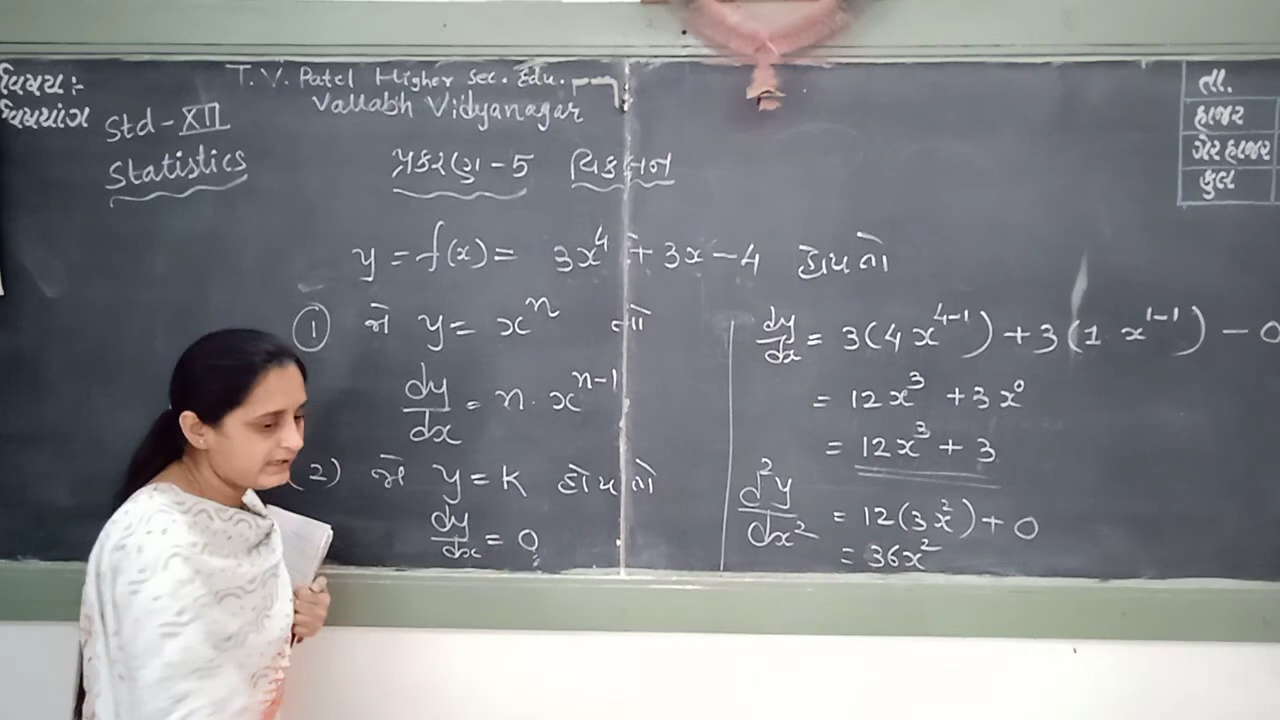 વિષય:-
વિષયાંગ
T. V. Patel Higher Sec. Edu.
Vallabh Vidyanagar
Std - XII
Statistics
પ્રકરણ - 5 વિકલન
તા.
હાજર
ગેરહાજર
કુલ
y = f(x) = 3x⁴ + 3x - 4 હોય તો
① જો y = xⁿ તો
dy/dx = n · xⁿ⁻¹
(2) જો y = K હોય તો
dy/dx = 0
dy/dx = 3(4x⁴⁻¹) + 3(1 x¹⁻¹) - 0
= 12x³ + 3x⁰
= 12x³ + 3
d²y/dx² = 12(3x²) + 0
= 36x²